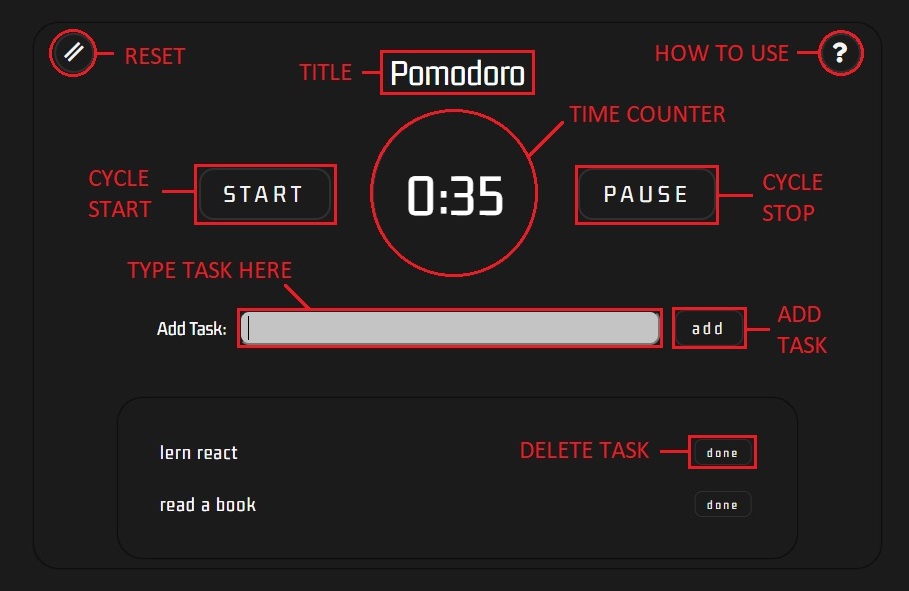 RESET
HOW TO USE
?
TITLE
Pomodoro
TIME COUNTER
CYCLE
START
START
0:35
PAUSE
CYCLE
STOP
TYPE TASK HERE
Add Task:
add
ADD
TASK
lern react
DELETE TASK
done
read a book
done